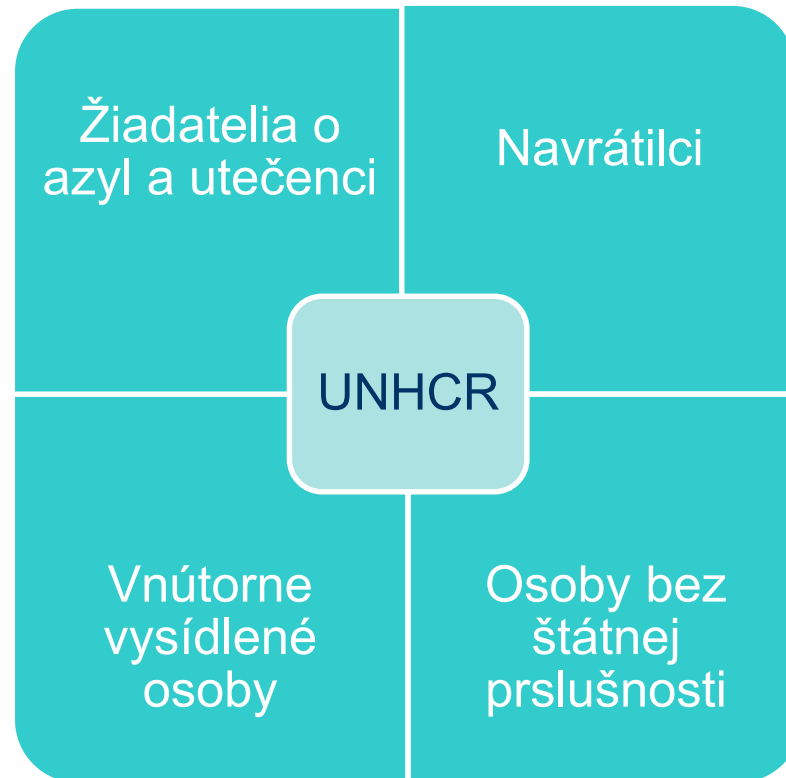 Žiadatelia o
azyl a utečenci
Navrátilci
UNHCR
Vnútorne
vysídlené
osoby
Osoby bez
štátnej
prslušnosti